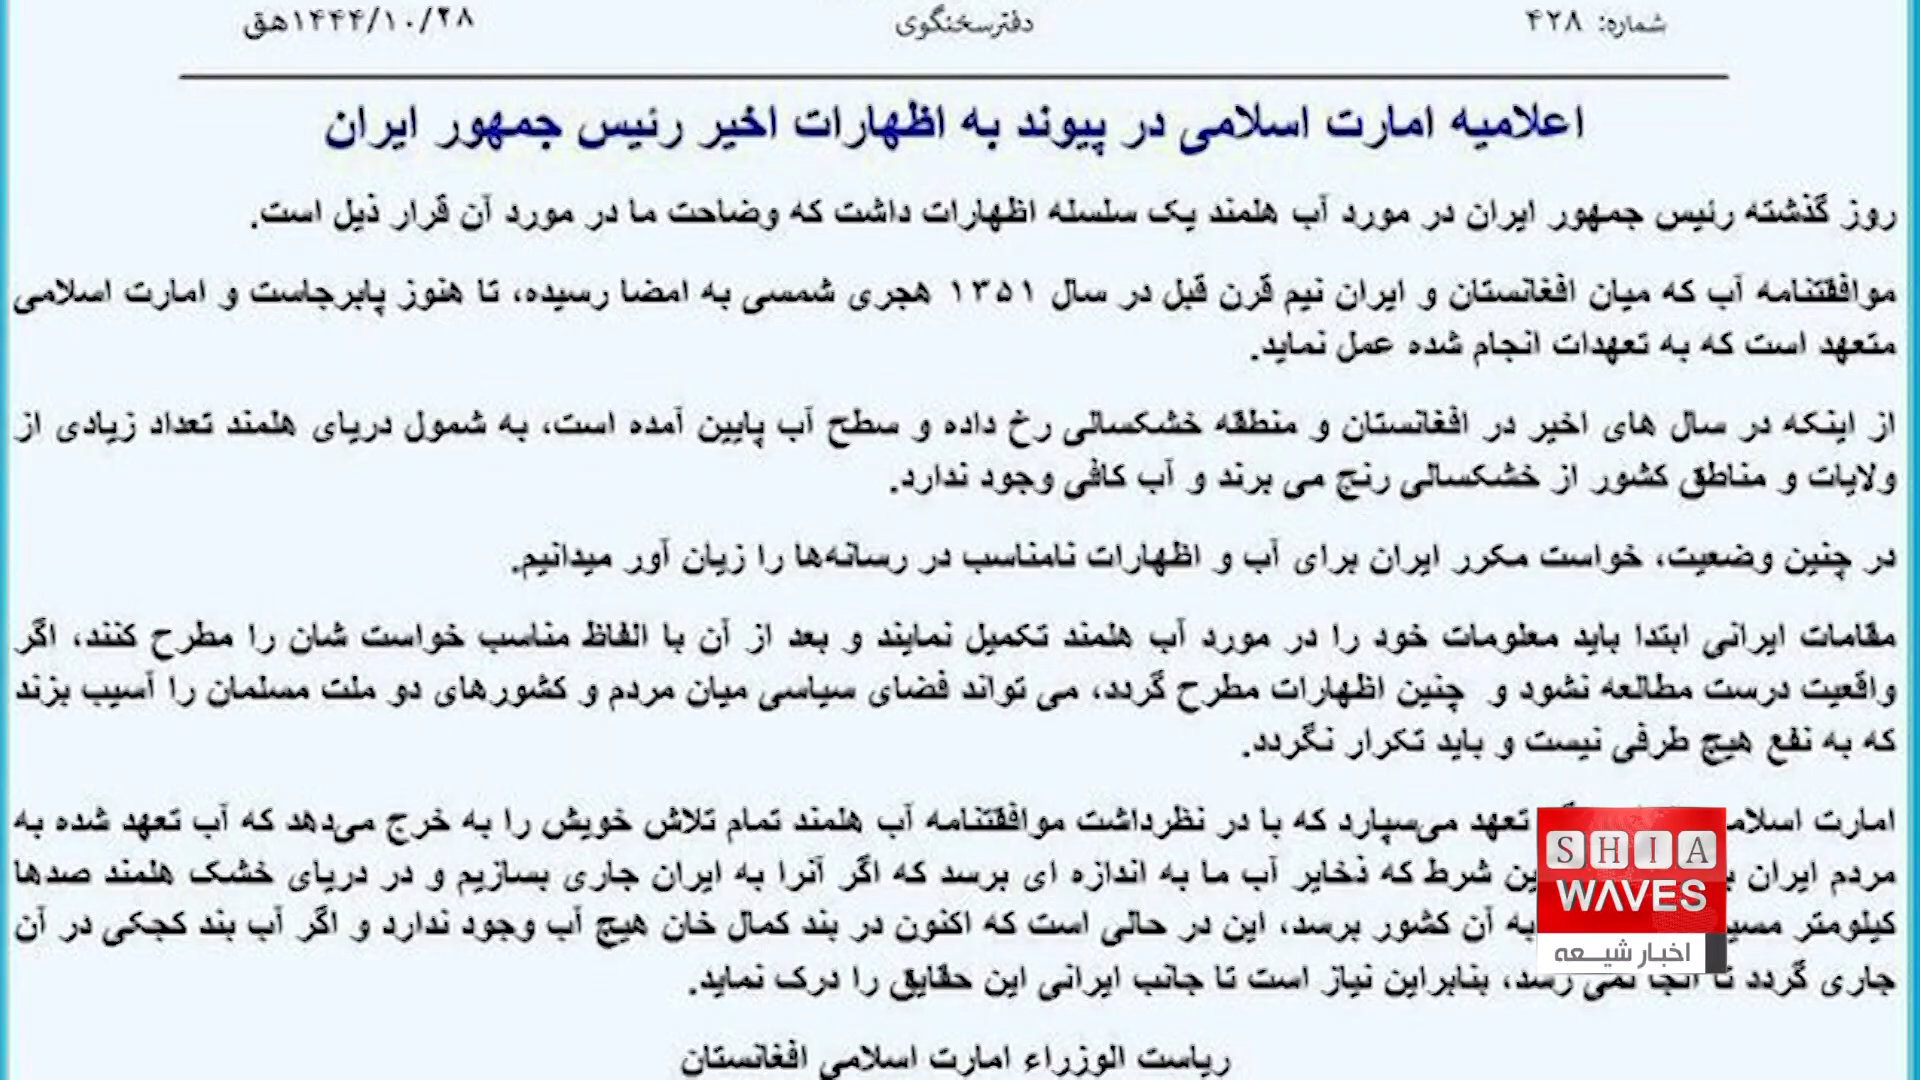 شماره: ۴۲۸ دفترسخنگوی ۱۴۴۴/۱۰/۲۸هـق
اعلامیه امارت اسلامی در پیوند به اظهارات اخیر رئیس جمهور ایران
روز گذشته رئیس جمهور ایران در مورد آب هلمند یک سلسله اظهارات داشت که وضاحت ما در مورد آن قرار ذیل است.
موافقتنامه آب که میان افغانستان و ایران نیم قرن قبل در سال ۱۳۵۱ هجری شمسی به امضا رسیده، تا هنوز پابرجاست و امارت اسلامی
متعهد است که به تعهدات انجام شده عمل نماید.
از اینکه در سال های اخیر در افغانستان و منطقه خشکسالی رخ داده و سطح آب پایین آمده است، به شمول دریای هلمند تعداد زیادی از
ولایات و مناطق کشور از خشکسالی رنج می برند و آب کافی وجود ندارد.
در چنین وضعیت، خواست مکرر ایران برای آب و اظهارات نامناسب در رسانه‌ها را زیان آور میدانیم.
مقامات ایرانی ابتدا باید معلومات خود را در مورد آب هلمند تکمیل نمایند و بعد از آن با الفاظ مناسب خواست شان را مطرح کنند، اگر
واقعیت درست مطالعه نشود و چنین اظهارات مطرح گردد، می تواند فضای سیاسی میان مردم و کشورهای دو ملت مسلمان را آسیب بزند
که به نفع هیچ طرفی نیست و باید تکرار نگردد.
امارت تعهد می‌سپارد که با در نظرداشت موافقتنامه آب هلمند تمام تلاش خویش را به خرج می‌دهد که آب تعهد شده به
مردم ایران شرط که ذخایر آب ما به اندازه ای برسد که اگر آنرا به ایران جاری بسازیم و در دریای خشک هلمند صدها
کیلومتر به آن کشور برسد، این در حالی است که اکنون در بند کمال خان هیچ آب وجود ندارد و اگر آب بند کجکی در آن
جاری گردد تا آنجا نمی رسد، بنابراین نیاز است تا جانب ایرانی این حقایق را درک نماید.
ریاست الوزراء امارت اسلامی افغانستان
SHIA
WAVES
اخبار شیعه